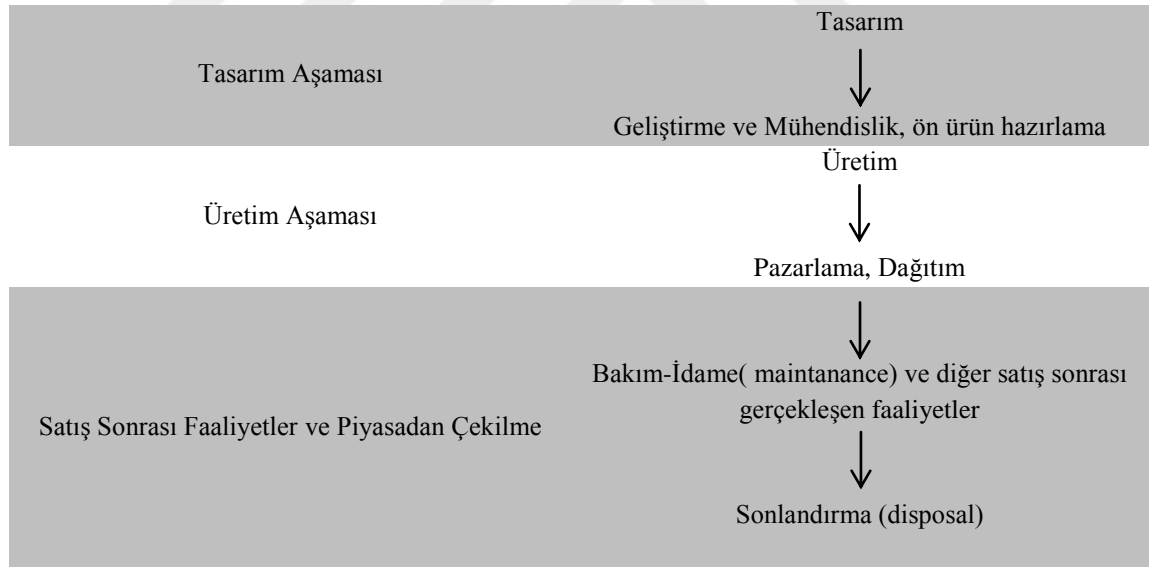 Tasarım
Tasarım Aşaması
Geliştirme ve Mühendislik, ön ürün hazırlama
Üretim
Üretim Aşaması
Pazarlama, Dağıtım
Bakım-İdame( maintanance) ve diğer satış sonrası
gerçekleşen faaliyetler
Satış Sonrası Faaliyetler ve Piyasadan Çekilme
Sonlandırma (disposal)